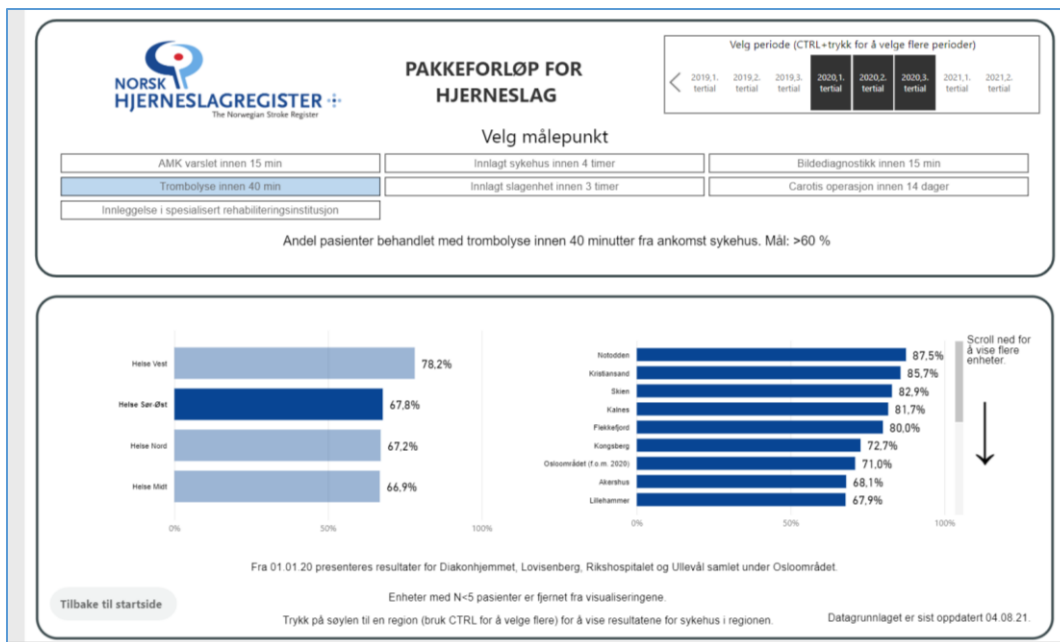 NORSK
HJERNESLAGREGISTER
The Norwegian Stroke Register
PAKKEFORLØP FOR
HJERNESLAG
Velg periode (CTRL+trykk for å velge flere perioder)
2019,1. tertial
2019,2. tertial
2019,3. tertial
2020,1. tertial
2020,2. tertial
2020,3. tertial
2021,1. tertial
2021,2. tertial
Velg målepunkt
AMK varslet innen 15 min
Innlagt sykehus innen 4 timer
Bildediagnostikk innen 15 min
Trombolyse innen 40 min
Innlagt slagenhet innen 3 timer
Carotis operasjon innen 14 dager
Innleggelse i spesialisert rehabiliteringsinstitusjon
Andel pasienter behandlet med trombolyse innen 40 minutter fra ankomst sykehus. Mål: >60 %
Helse Vest 78,2%
Helse Sør-Øst 67,8%
Helse Nord 67,2%
Helse Midt 66,9%
0% 50% 100%
Notodden 87,5%
Kristiansand 85,7%
Skien 82,9%
Kalnes 81,7%
Flekkefjord 80,0%
Kongsberg 72,7%
Osloområdet (f.o.m. 2020) 71,0%
Akershus 68,1%
Lillehammer 67,9%
0% 50% 100%
Scroll ned for
å vise flere
enheter.
Fra 01.01.20 presenteres resultater for Diakonhjemmet, Lovisenberg, Rikshospitalet og Ullevål samlet under Osloområdet.
Enheter med N<5 pasienter er fjernet fra visualiseringene.
Tilbake til startside
Trykk på søylen til en region (bruk CTRL for å velge flere) for å vise resultatene for sykehus i regionen.
Datagrunnlaget er sist oppdatert 04.08.21.